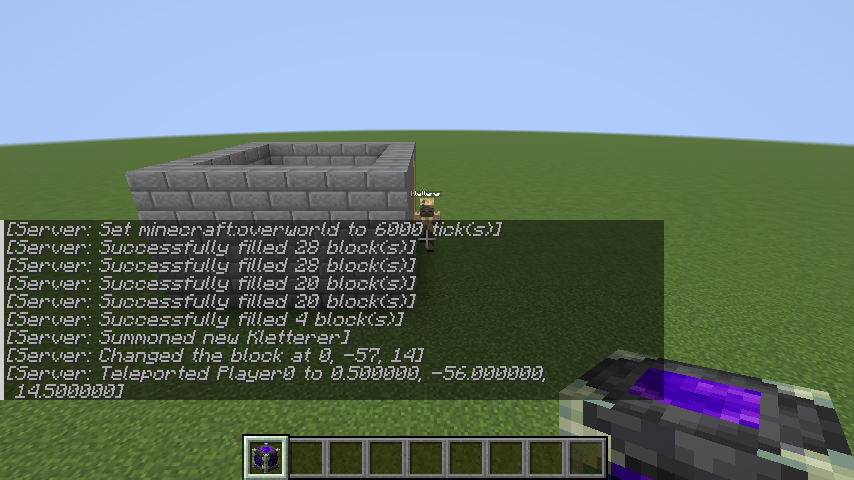 Kletterer
[Server: Set minecraft:overworld to 6000 tick(s)]
[Server: Successfully filled 28 block(s)]
[Server: Successfully filled 28 block(s)]
[Server: Successfully filled 20 block(s)]
[Server: Successfully filled 20 block(s)]
[Server: Successfully filled 4 block(s)]
[Server: Summoned new Kletterer]
[Server: Changed the block at 0, -57, 14]
[Server: Teleported Player0 to 0.500000, -56.000000,
14.500000]